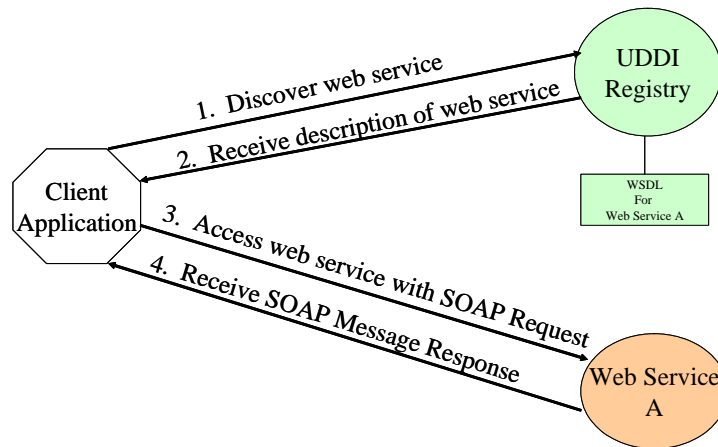 UDDI
Registry
1. Discover web service
2. Receive description of web service
WSDL
For
Web Service A
Client
Application
3. Access web service with SOAP Request
4. Receive SOAP Message Response
Web Service
A